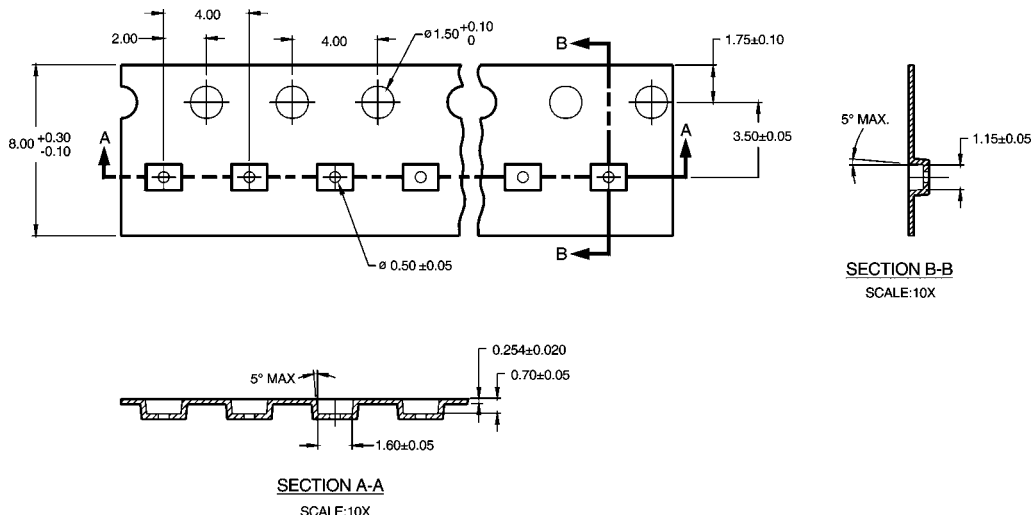 4.00
2.00
4.00
ø1.50 +0.10
0
B
1.75±0.10
8.00 +0.30
-0.10
A
A
3.50±0.05
5° MAX.
1.15±0.05
ø 0.50 ±0.05
B
SECTION B-B
SCALE:10X
5° MAX
0.254±0.020
0.70±0.05
1.60±0.05
SECTION A-A
SCALE:10X